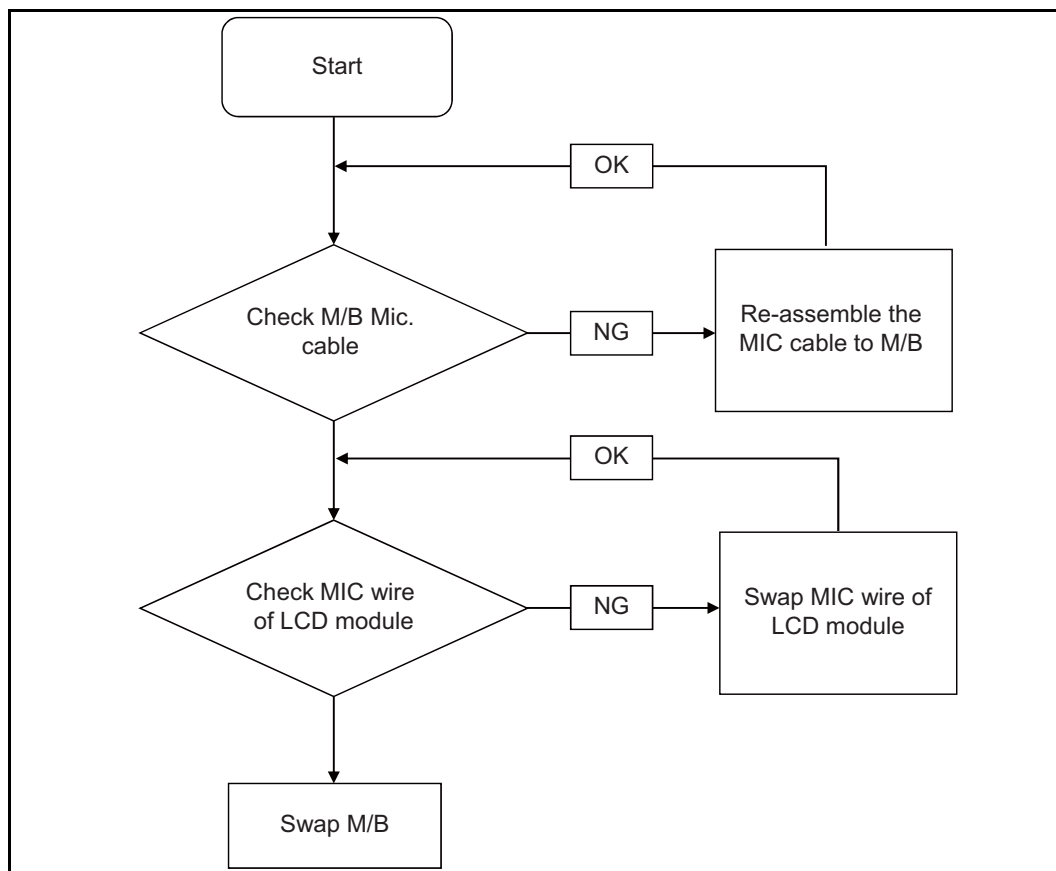 Start
OK
Check M/B Mic.
cable
NG
Re-assemble the
MIC cable to M/B
OK
Check MIC wire
of LCD module
NG
Swap MIC wire of
LCD module
Swap M/B